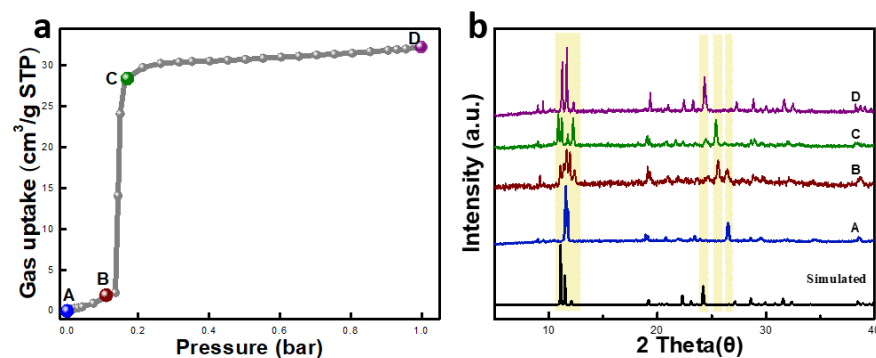 a
Gas uptake (cm³/g STP)
30
25
20
15
10
5
0
A
B
C
D
0.0 0.2 0.4 0.6 0.8 1.0
Pressure (bar)
b
Intensity (a.u.)
D
C
B
A
Simulated
10 20 30 40
2 Theta(θ)